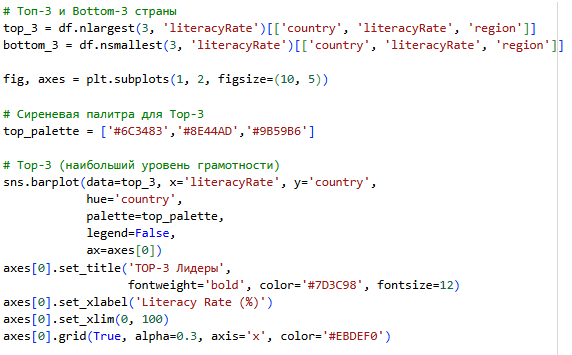 # Топ-3 и Bottom-3 страны
top_3 = df.nlargest(3, 'literacyRate')[['country', 'literacyRate', 'region']]
bottom_3 = df.nsmallest(3, 'literacyRate')[['country', 'literacyRate', 'region']]
fig, axes = plt.subplots(1, 2, figsize=(10, 5))
# Сиреневая палитра для Top-3
top_palette = ['#6C3483','#8E44AD','#9B59B6']
# Top-3 (наибольший уровень грамотности)
sns.barplot(data=top_3, x='literacyRate', y='country',
            hue='country',
            palette=top_palette,
            legend=False,
            ax=axes[0])
axes[0].set_title('TOP-3 Лидеры',
                  fontweight='bold', color='#7D3C98', fontsize=12)
axes[0].set_xlabel('Literacy Rate (%)')
axes[0].set_xlim(0, 100)
axes[0].grid(True, alpha=0.3, axis='x', color='#EBDEF0')